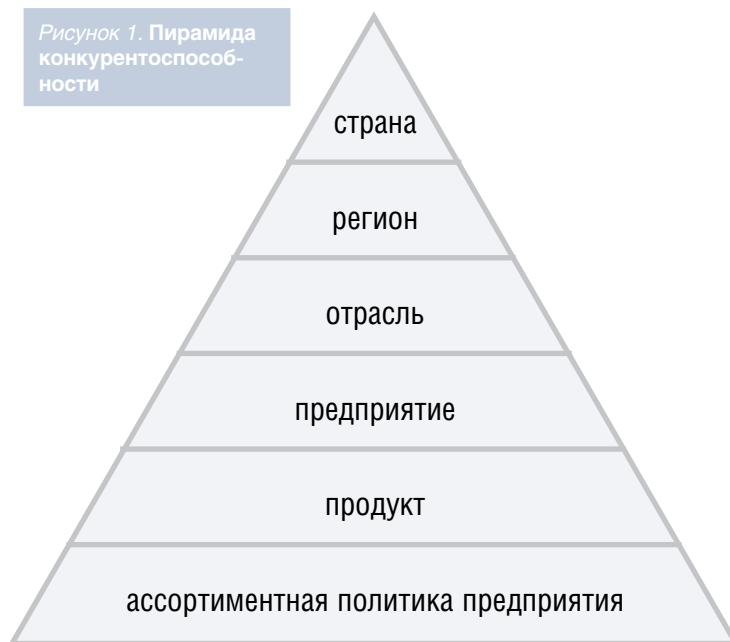 Рисунок 1. Пирамида
конкурентоспособ-
ности
страна
регион
отрасль
предприятие
продукт
ассортиментная политика предприятия